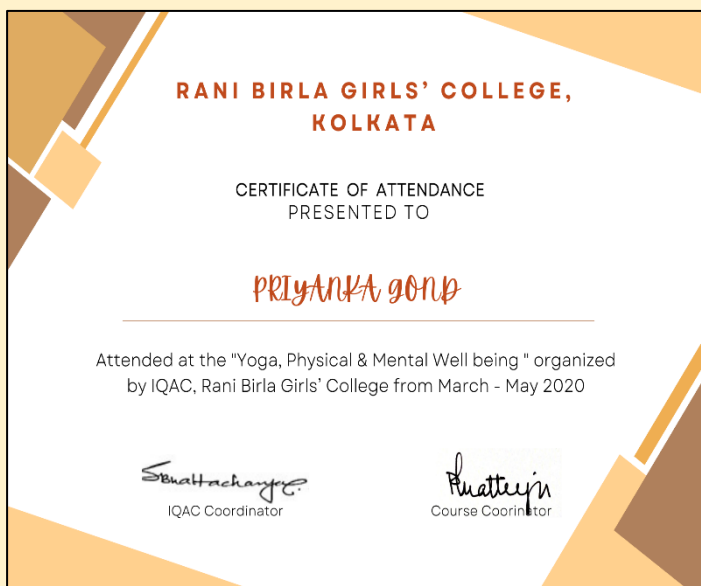 RANI BIRLA GIRLS' COLLEGE,
KOLKATA
CERTIFICATE OF ATTENDANCE
PRESENTED TO
PRIYANKA GOND
Attended at the "Yoga, Physical & Mental Well being " organized
by IQAC, Rani Birla Girls' College from March - May 2020
IQAC Coordinator
Course Coorinator